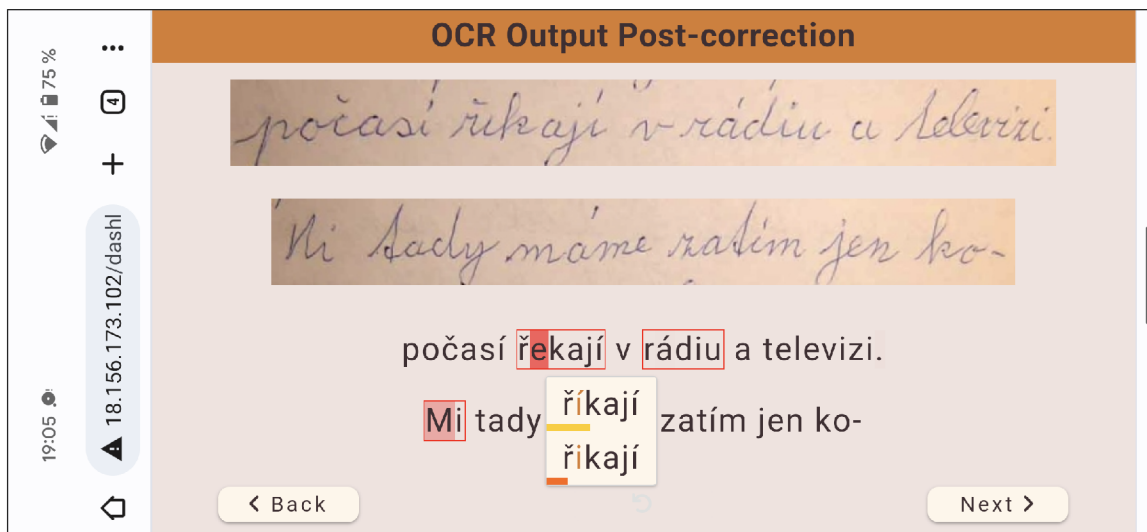 75 %
4
18.156.173.102/dashl
19:05
OCR Output Post-correction
počasí říkají v rádiu a televizi.
Mi tady máme zatím jen ko-
počasí řekají v rádiu a televizi.
Mi tady zatím jen ko-
říkají
řikají
Back
Next